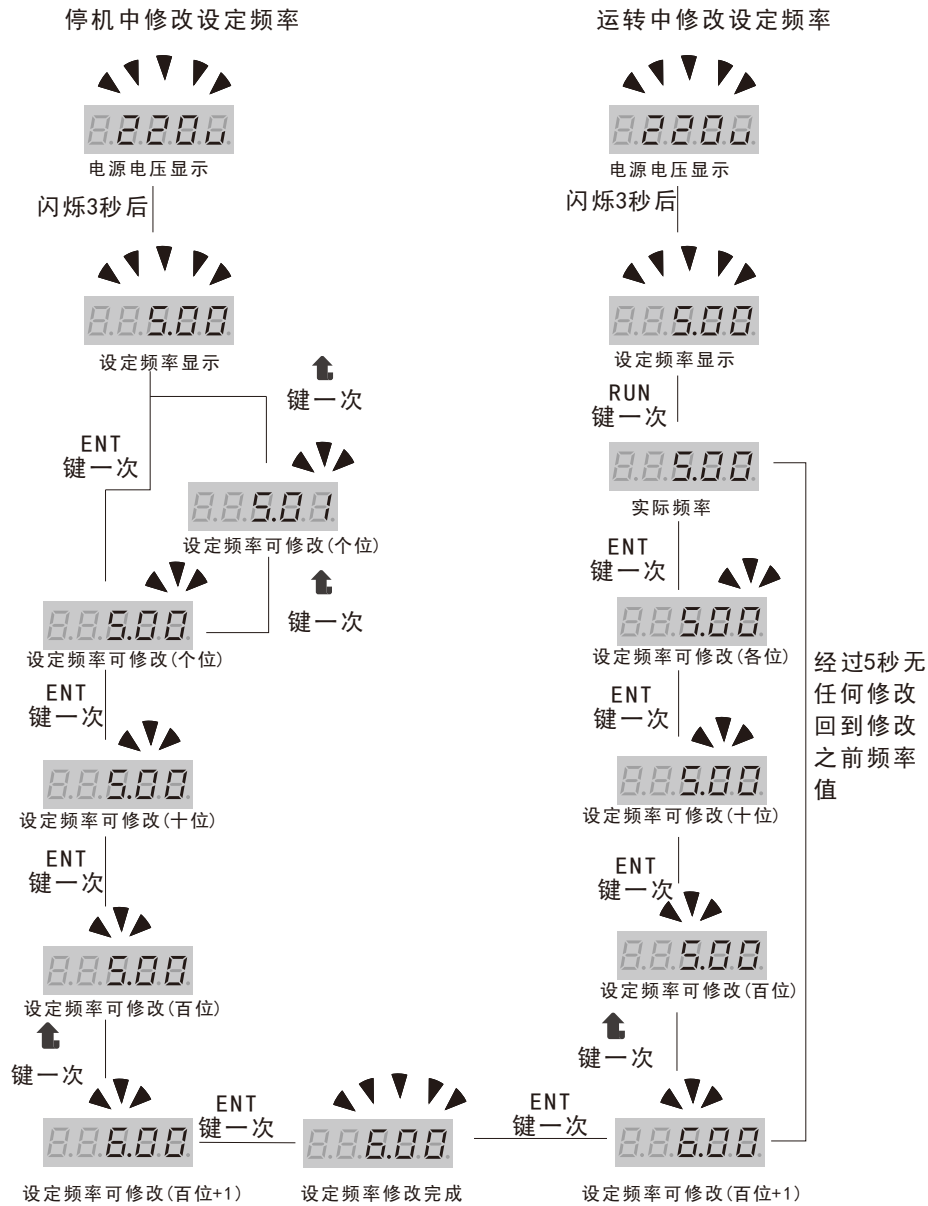 停机中修改设定频率
220u
电源电压显示
闪烁3秒后
5.00
设定频率显示
键一次
ENT
键一次
5.01
设定频率可修改(个位)
键一次
5.00
设定频率可修改(个位)
ENT
键一次
5.00
设定频率可修改(十位)
ENT
键一次
5.00
设定频率可修改(百位)
键一次
6.00
设定频率可修改(百位+1)
ENT
键一次
6.00
设定频率修改完成
运转中修改设定频率
220u
电源电压显示
闪烁3秒后
5.00
设定频率显示
RUN
键一次
5.00
实际频率
ENT
键一次
5.00
设定频率可修改(各位)
ENT
键一次
5.00
设定频率可修改(十位)
ENT
键一次
5.00
设定频率可修改(百位)
键一次
6.00
设定频率可修改(百位+1)
ENT
键一次
经过5秒无
任何修改
回到修改
之前频率
值